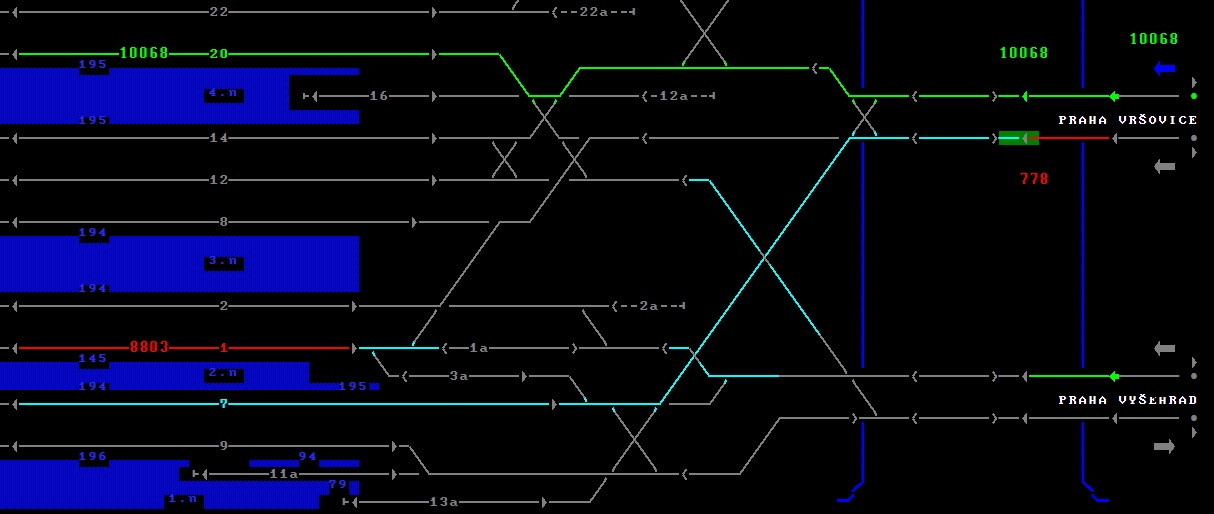 22 22a
10068 20 10068 10068
195
4.n 16 12a
195 PRAHA VRŠOVICE
14
12 778
8
194
3.n
194
2 2a
8803 1 1a
145
2.n 3a
194 195
7 PRAHA VYŠEHRAD
9
196 94
11a
79
1.n 13a